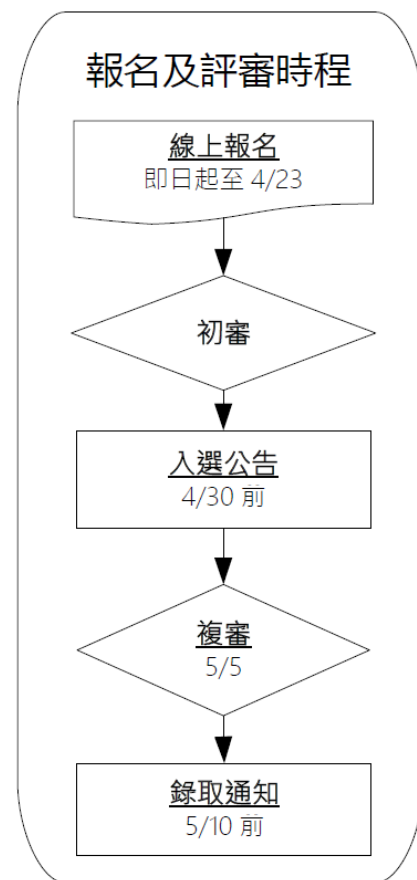 報名及評審時程
線上報名
即日起至 4/23
初審
入選公告
4/30 前
複審
5/5
錄取通知
5/10 前